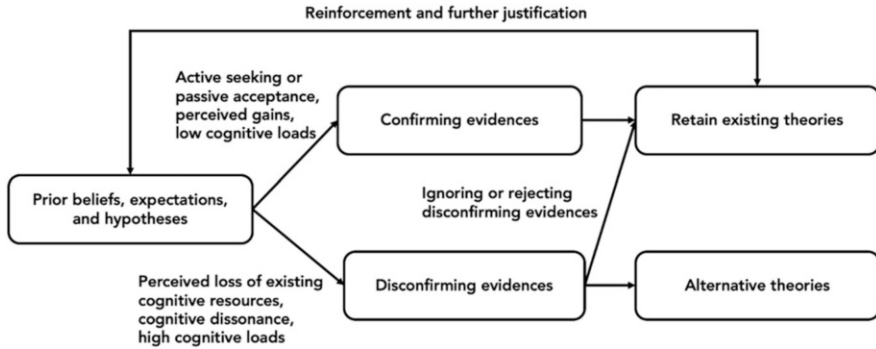 Reinforcement and further justification
Active seeking or
passive acceptance,
perceived gains,
low cognitive loads
Confirming evidences
Retain existing theories
Prior beliefs, expectations,
and hypotheses
Ignoring or rejecting
disconfirming evidences
Perceived loss of existing
cognitive resources,
cognitive dissonance,
high cognitive loads
Disconfirming evidences
Alternative theories